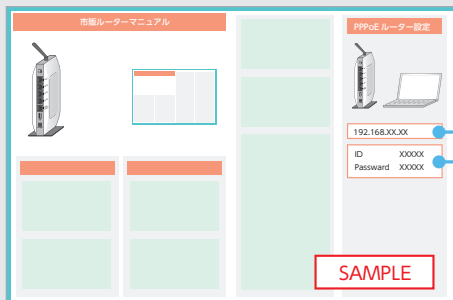 市販ルーターマニュアル
PPPoE ルーター設定
192.168.XX.XX
ID XXXXX
Passward XXXXX
SAMPLE